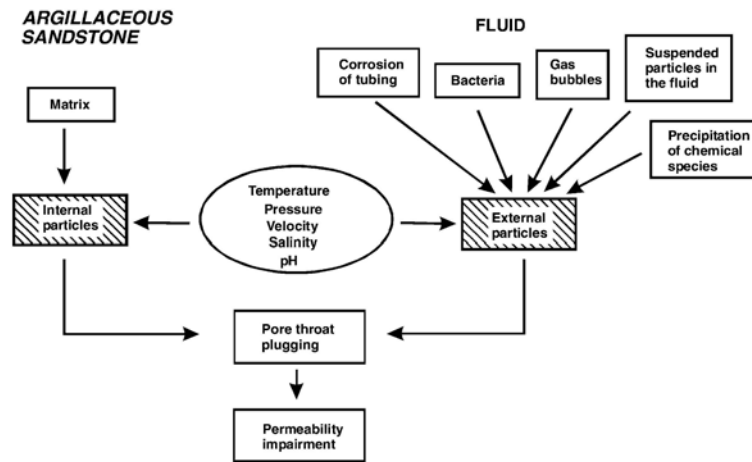 ARGILLACEOUS
SANDSTONE
FLUID
Corrosion
of tubing
Bacteria
Gas
bubbles
Suspended
particles in
the fluid
Matrix
Precipitation
of chemical
species
Internal
particles
Temperature
Pressure
Velocity
Salinity
pH
External
particles
Pore throat
plugging
Permeability
impairment